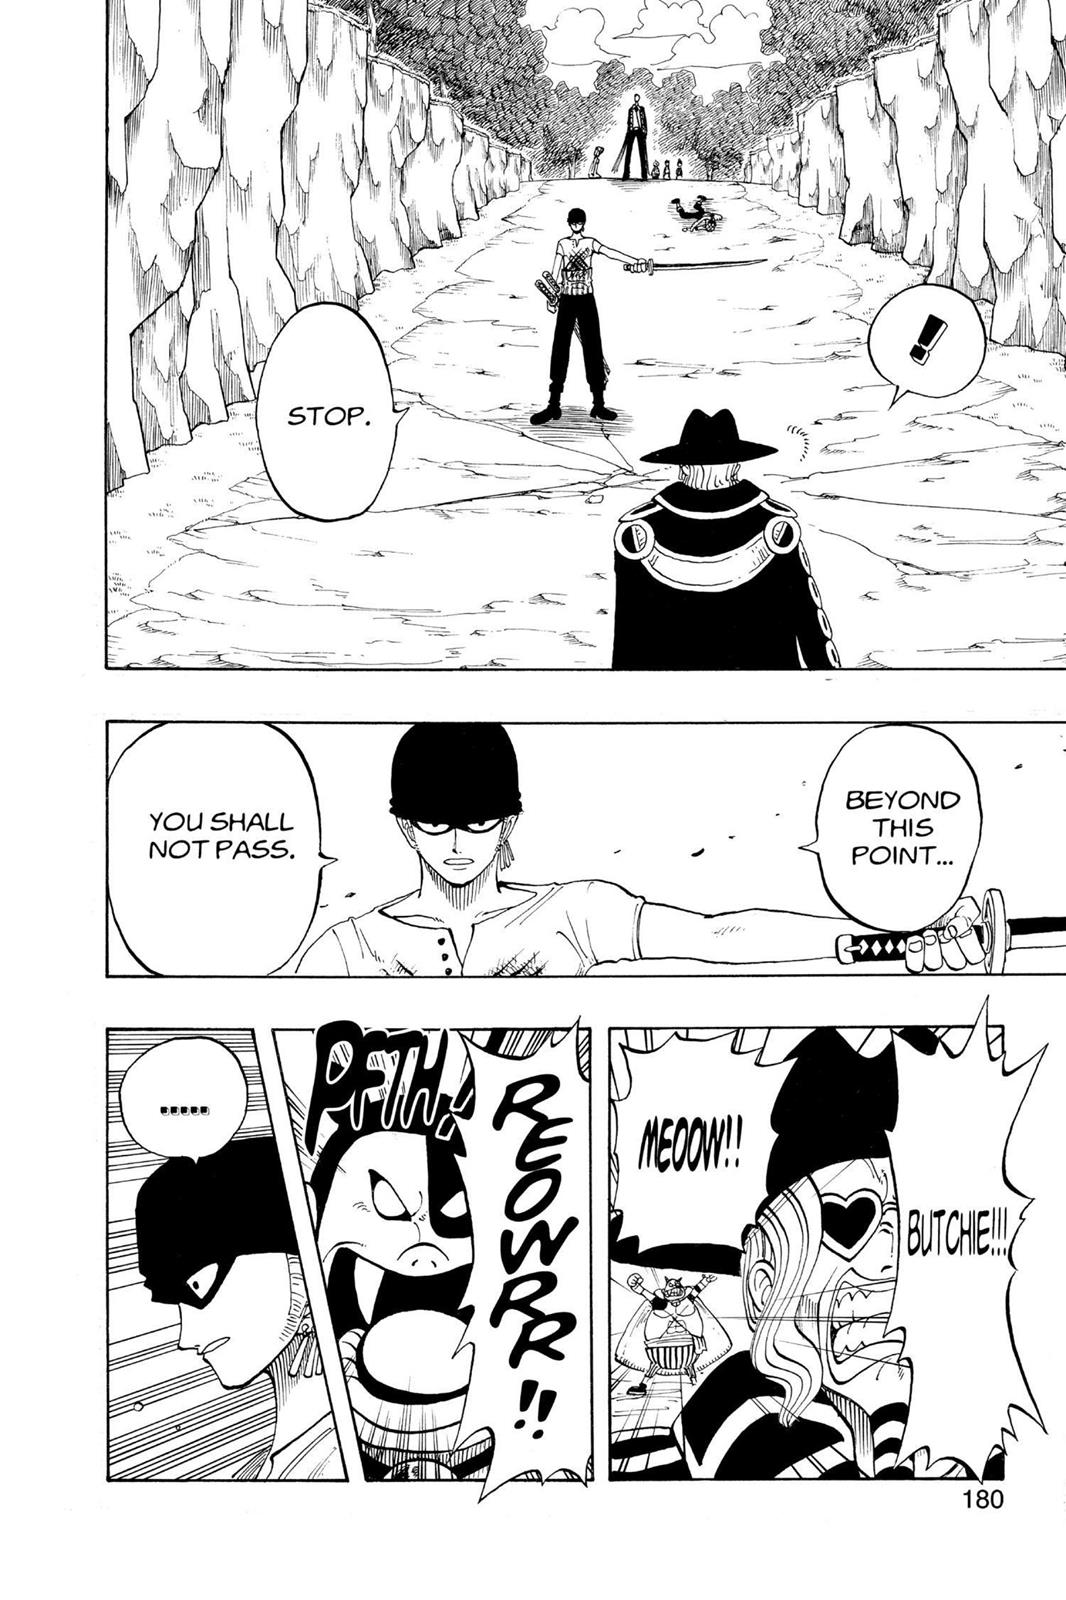 !
STOP.
BEYOND
THIS
POINT...
YOU SHALL
NOT PASS.
BUTCHIE!!!
MEOOW!!
REOWRR!!
PFTH!!
......
180